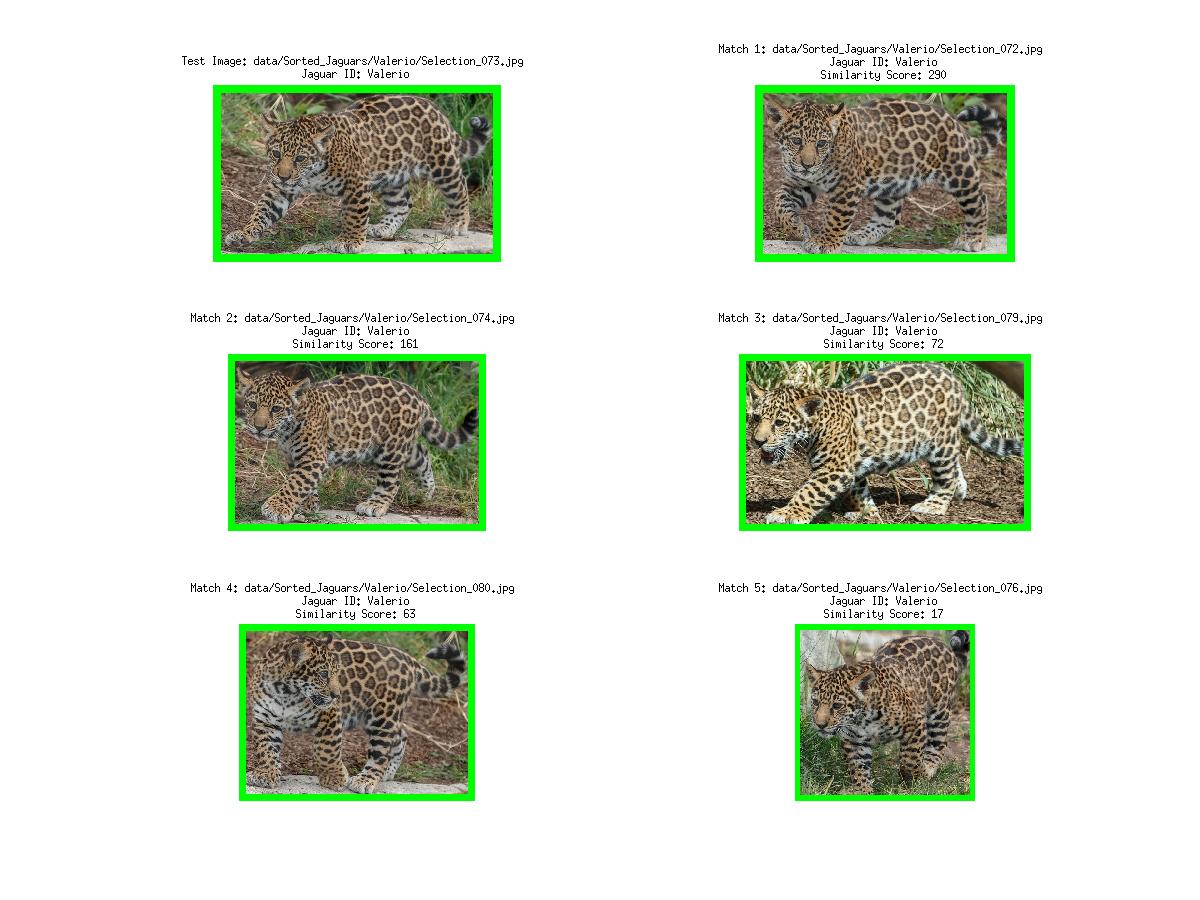 Test Image: data/Sorted_Jaguars/Valerio/Selection_073.jpg
Jaguar ID: Valerio
Match 1: data/Sorted_Jaguars/Valerio/Selection_072.jpg
Jaguar ID: Valerio
Similarity Score: 290
Match 2: data/Sorted_Jaguars/Valerio/Selection_074.jpg
Jaguar ID: Valerio
Similarity Score: 161
Match 3: data/Sorted_Jaguars/Valerio/Selection_079.jpg
Jaguar ID: Valerio
Similarity Score: 72
Match 4: data/Sorted_Jaguars/Valerio/Selection_080.jpg
Jaguar ID: Valerio
Similarity Score: 63
Match 5: data/Sorted_Jaguars/Valerio/Selection_076.jpg
Jaguar ID: Valerio
Similarity Score: 17